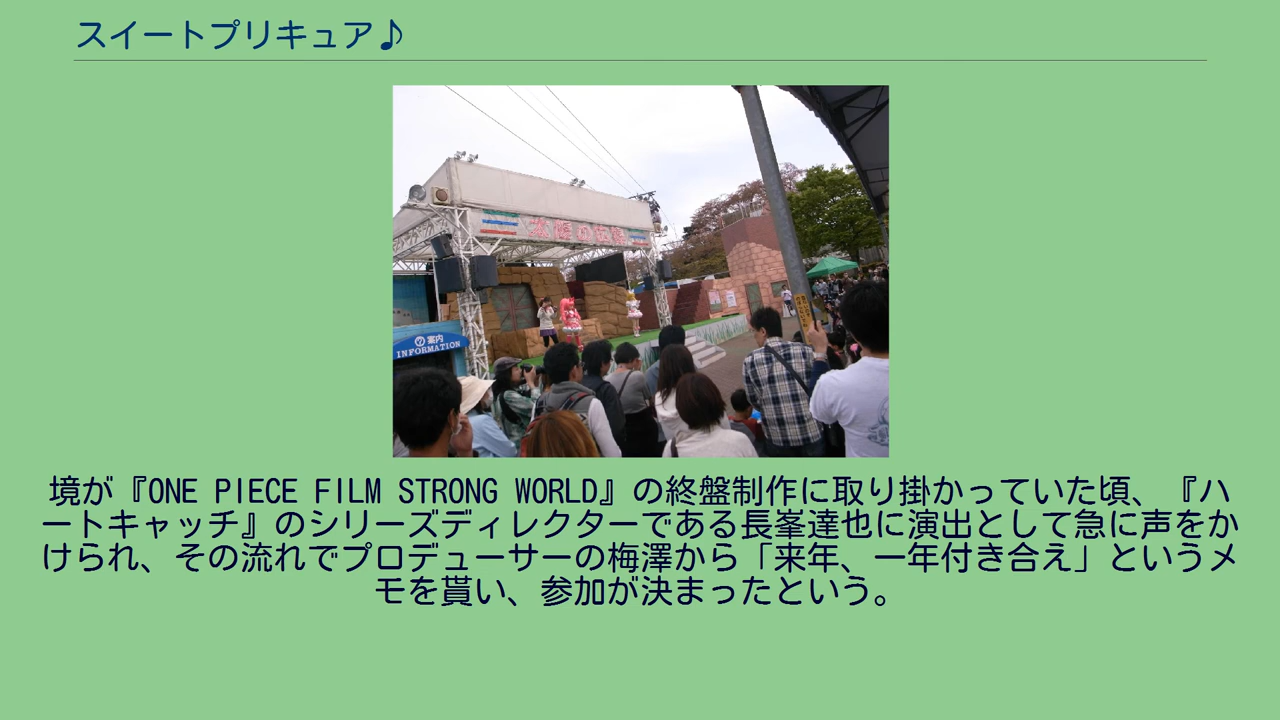 スイートプリキュア♪
案内
INFORMATION
境が『ONE PIECE FILM STRONG WORLD』の終盤制作に取り掛かっていた頃、『ハ
ートキャッチ』のシリーズディレクターである長峯達也に演出として急に声をか
けられ、その流れでプロデューサーの梅澤から「来年、一年付き合え」というメ
モを貰い、参加が決まったという。